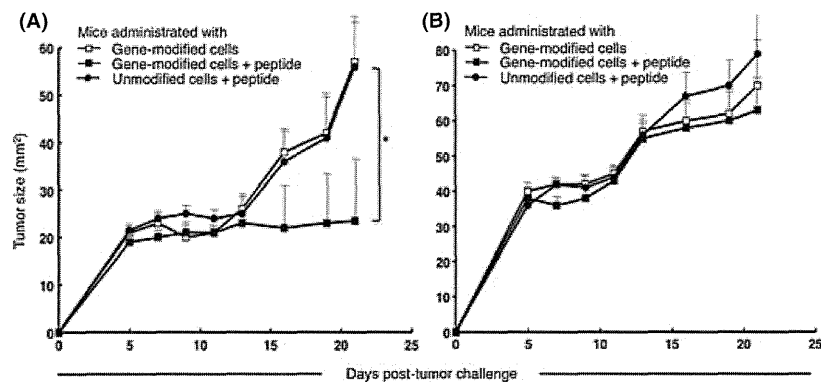 (A)
Mice administrated with
Gene-modified cells
Gene-modified cells + peptide
Unmodified cells + peptide
Tumor size (mm²)
60
50
40
30
20
10
0
0 5 10 15 20 25
*
(B)
Mice administrated with
Gene-modified cells
Gene-modified cells + peptide
Unmodified cells + peptide
80
70
60
50
40
30
20
10
0
0 5 10 15 20 25
Days post-tumor challenge